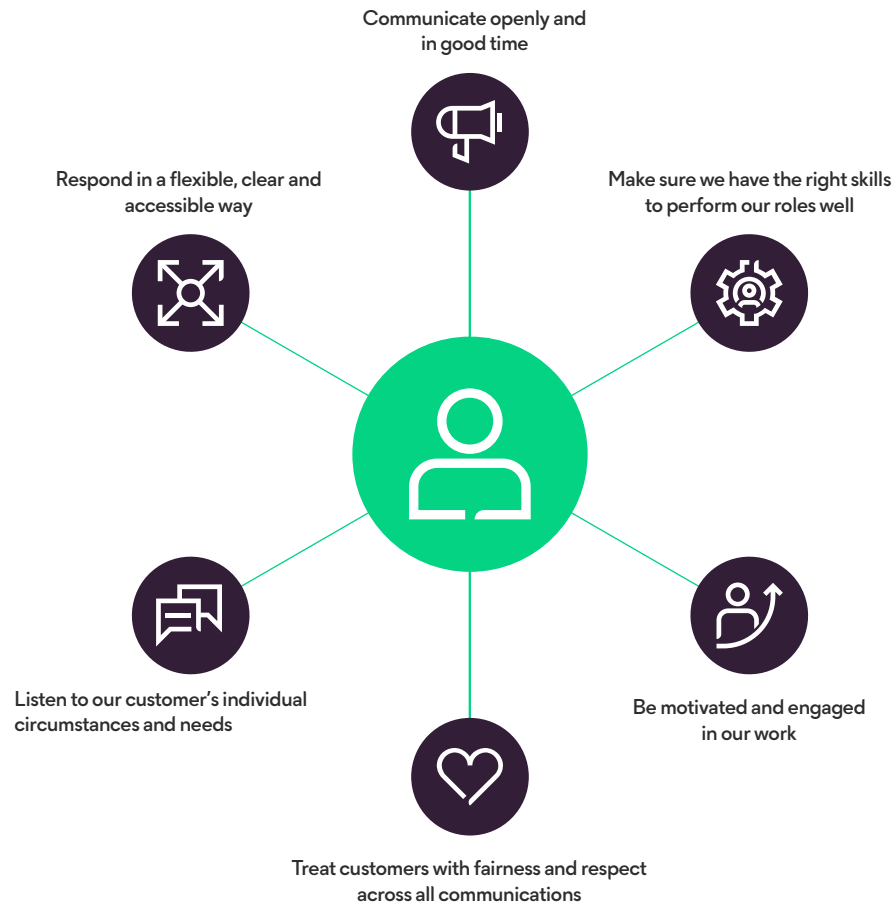 Communicate openly and
in good time
Respond in a flexible, clear and
accessible way
Make sure we have the right skills
to perform our roles well
Listen to our customer’s individual
circumstances and needs
Be motivated and engaged
in our work
Treat customers with fairness and respect
across all communications